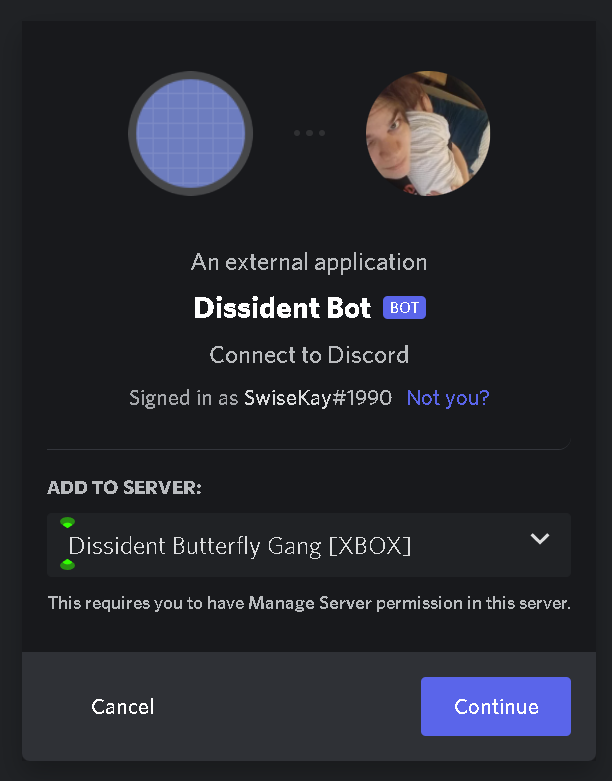 An external application
Dissident Bot BOT
Connect to Discord
Signed in as SwiseKay#1990 Not you?
ADD TO SERVER:
Dissident Butterfly Gang [XBOX]
This requires you to have Manage Server permission in this server.
Cancel Continue